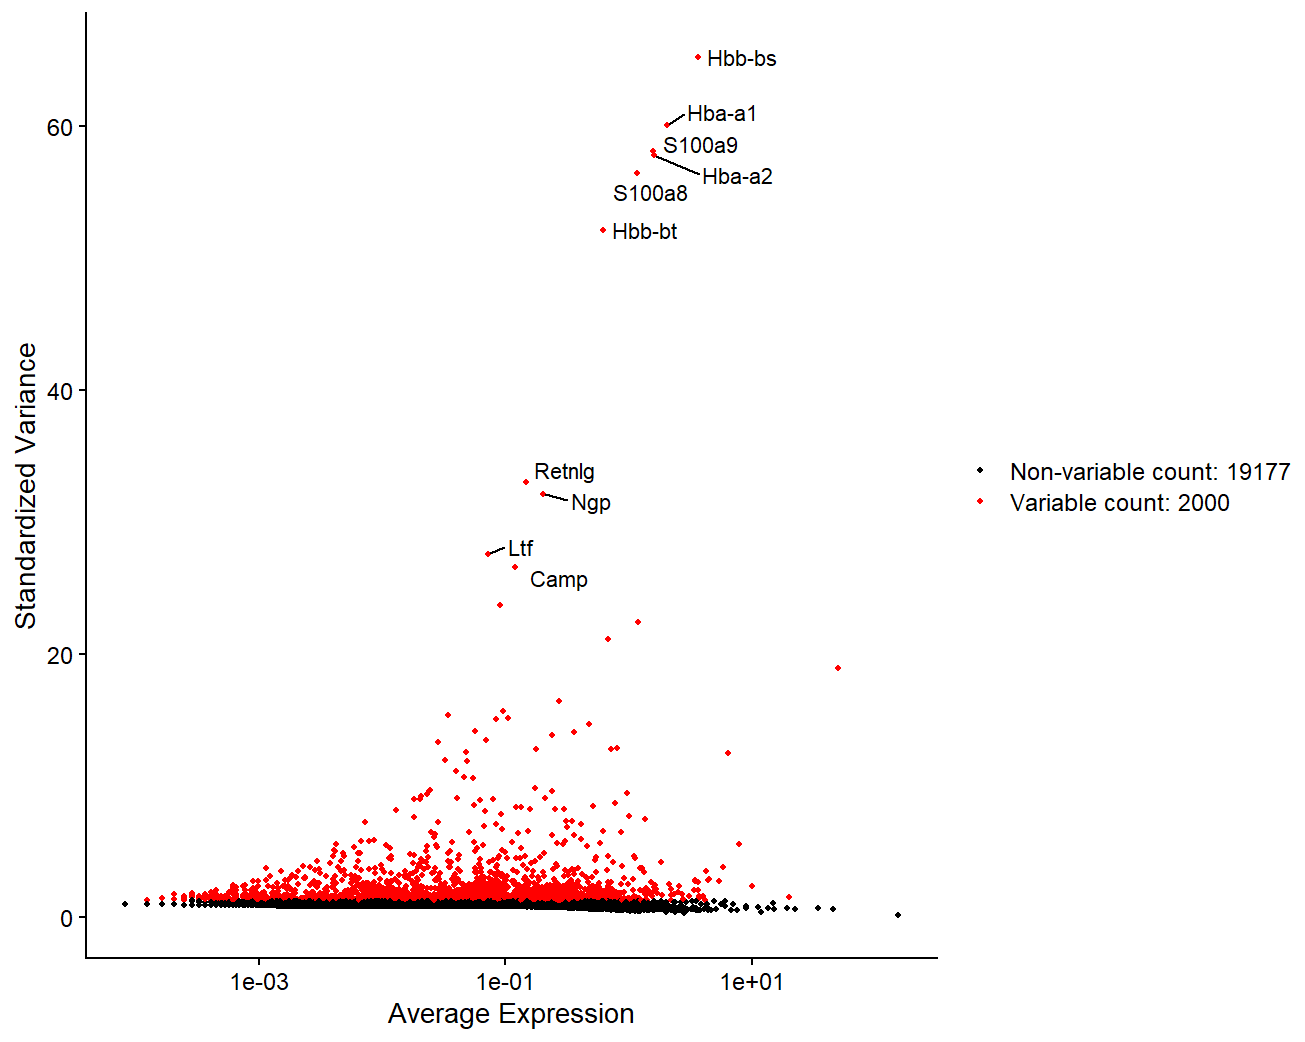 Hbb-bs
Hba-a1
S100a9
Hba-a2
S100a8
Hbb-bt
Retnlg
Ngp
Ltf
Camp
60
40
20
0
Standardized Variance
1e-03
1e-01
1e+01
Average Expression
Non-variable count: 19177
Variable count: 2000